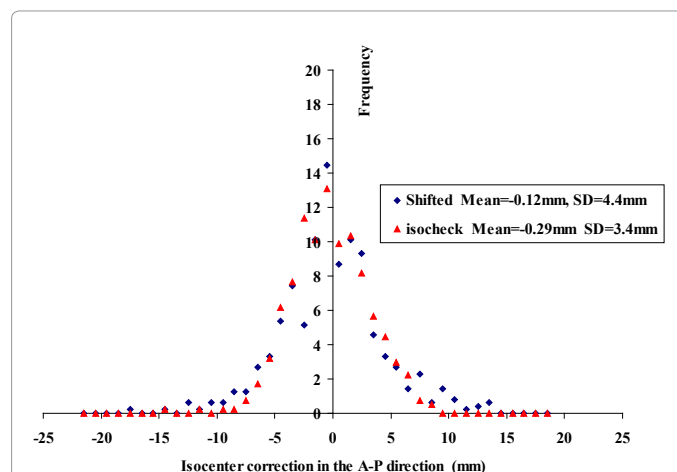 Frequency
20
18
16
14
12
10
8
6
4
2
0
Shifted Mean=-0.12mm, SD=4.4mm
isocheck Mean=-0.29mm SD=3.4mm
-25 -20 -15 -10 -5 0 5 10 15 20 25
Isocenter correction in the A-P direction (mm)